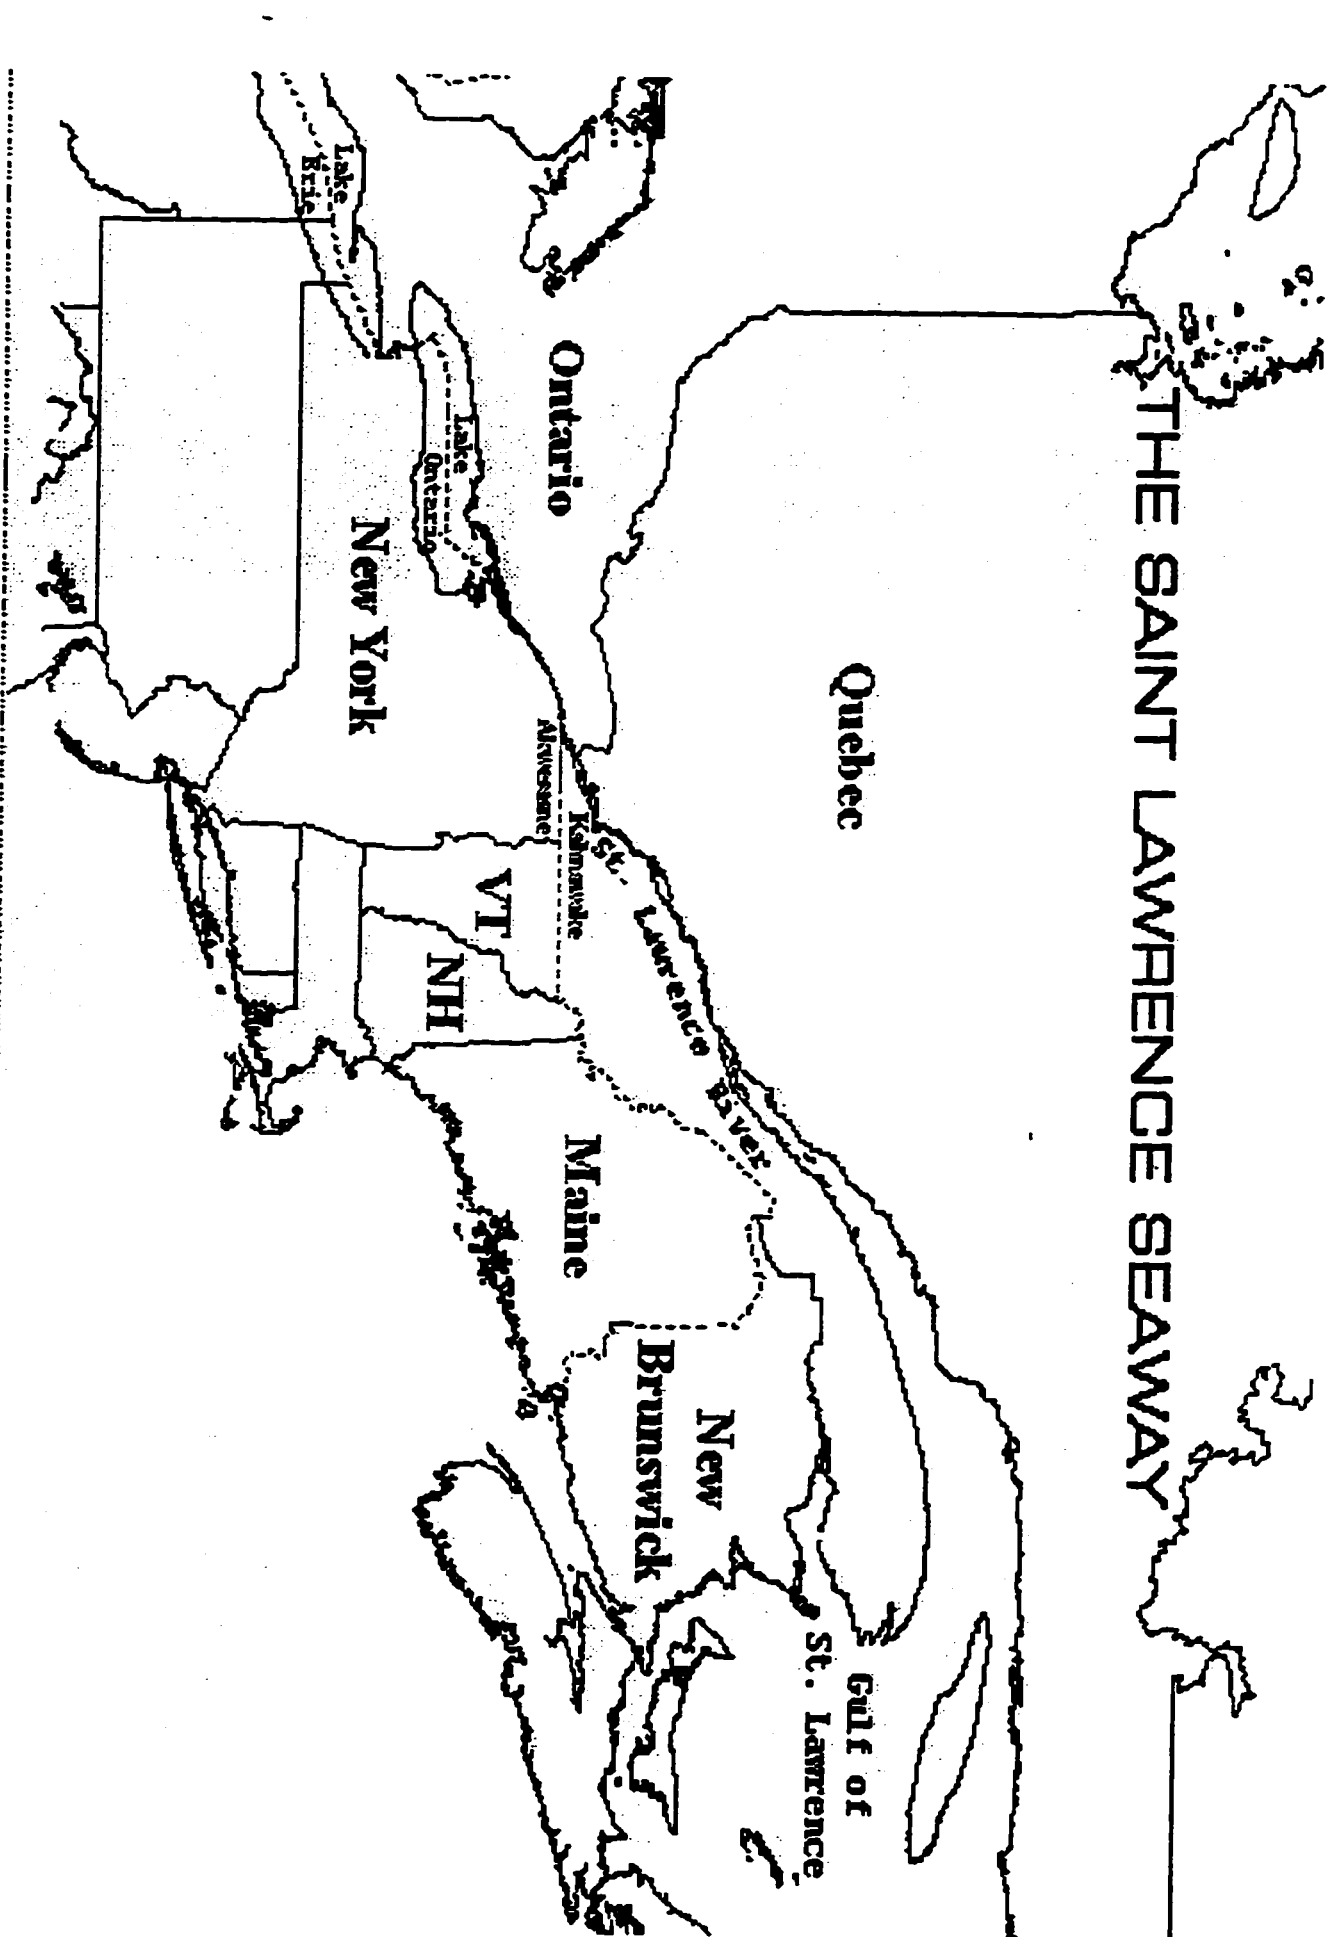 THE SAINT LAWRENCE SEAWAY
Quebec
Ontario
Gulf of
St. Lawrence
New
Brunswick
St. Lawrence River
Lake
Ontario
Kahnawake
Akwesasne
Maine
New York
VT
NH
Lake
Erie